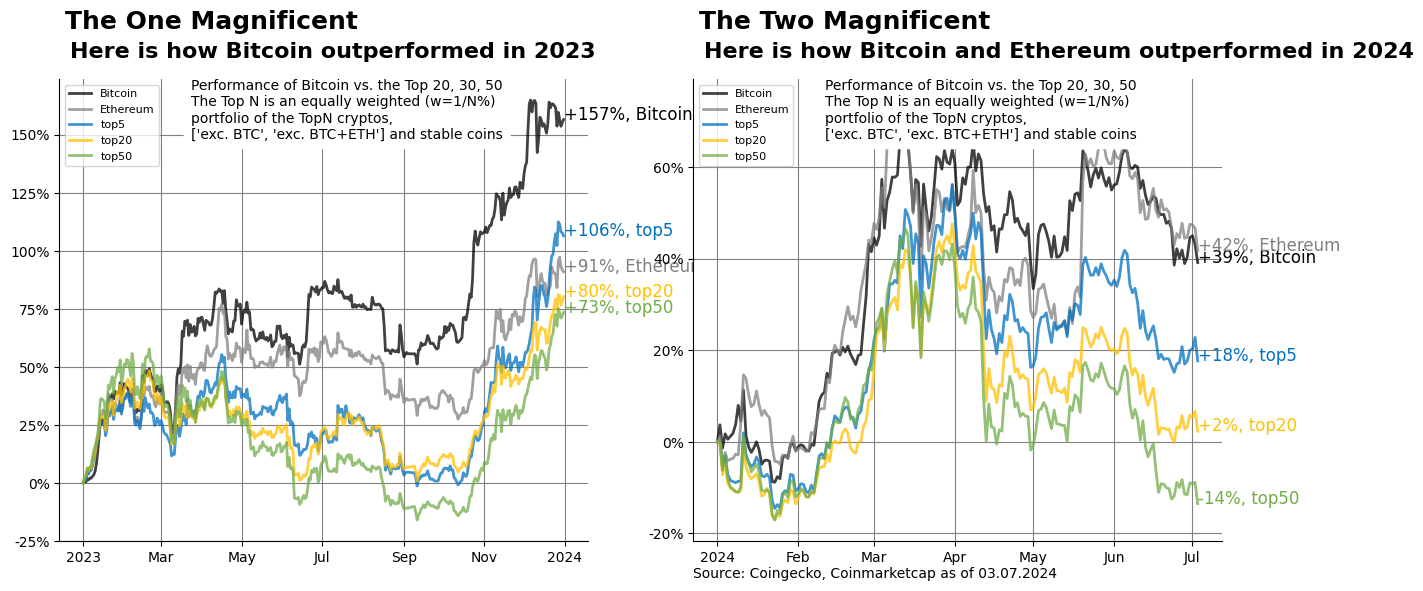 The One Magnificent
Here is how Bitcoin outperformed in 2023
Performance of Bitcoin vs. the Top 20, 30, 50
The Top N is an equally weighted (w=1/N%)
portfolio of the TopN cryptos,
['exc. BTC', 'exc. BTC+ETH'] and stable coins
Bitcoin
Ethereum
top5
top20
top50
150%
125%
100%
75%
50%
25%
0%
-25%
+157%, Bitcoin
+106%, top5
+91%, Ethereum
+80%, top20
+73%, top50
2023
Mar
May
Jul
Sep
Nov
2024
The Two Magnificent
Here is how Bitcoin and Ethereum outperformed in 2024
Performance of Bitcoin vs. the Top 20, 30, 50
The Top N is an equally weighted (w=1/N%)
portfolio of the TopN cryptos,
['exc. BTC', 'exc. BTC+ETH'] and stable coins
Bitcoin
Ethereum
top5
top20
top50
60%
40%
20%
0%
-20%
+42%, Ethereum
+39%, Bitcoin
+18%, top5
+2%, top20
-14%, top50
2024
Feb
Mar
Apr
May
Jun
Jul
Source: Coingecko, Coinmarketcap as of 03.07.2024